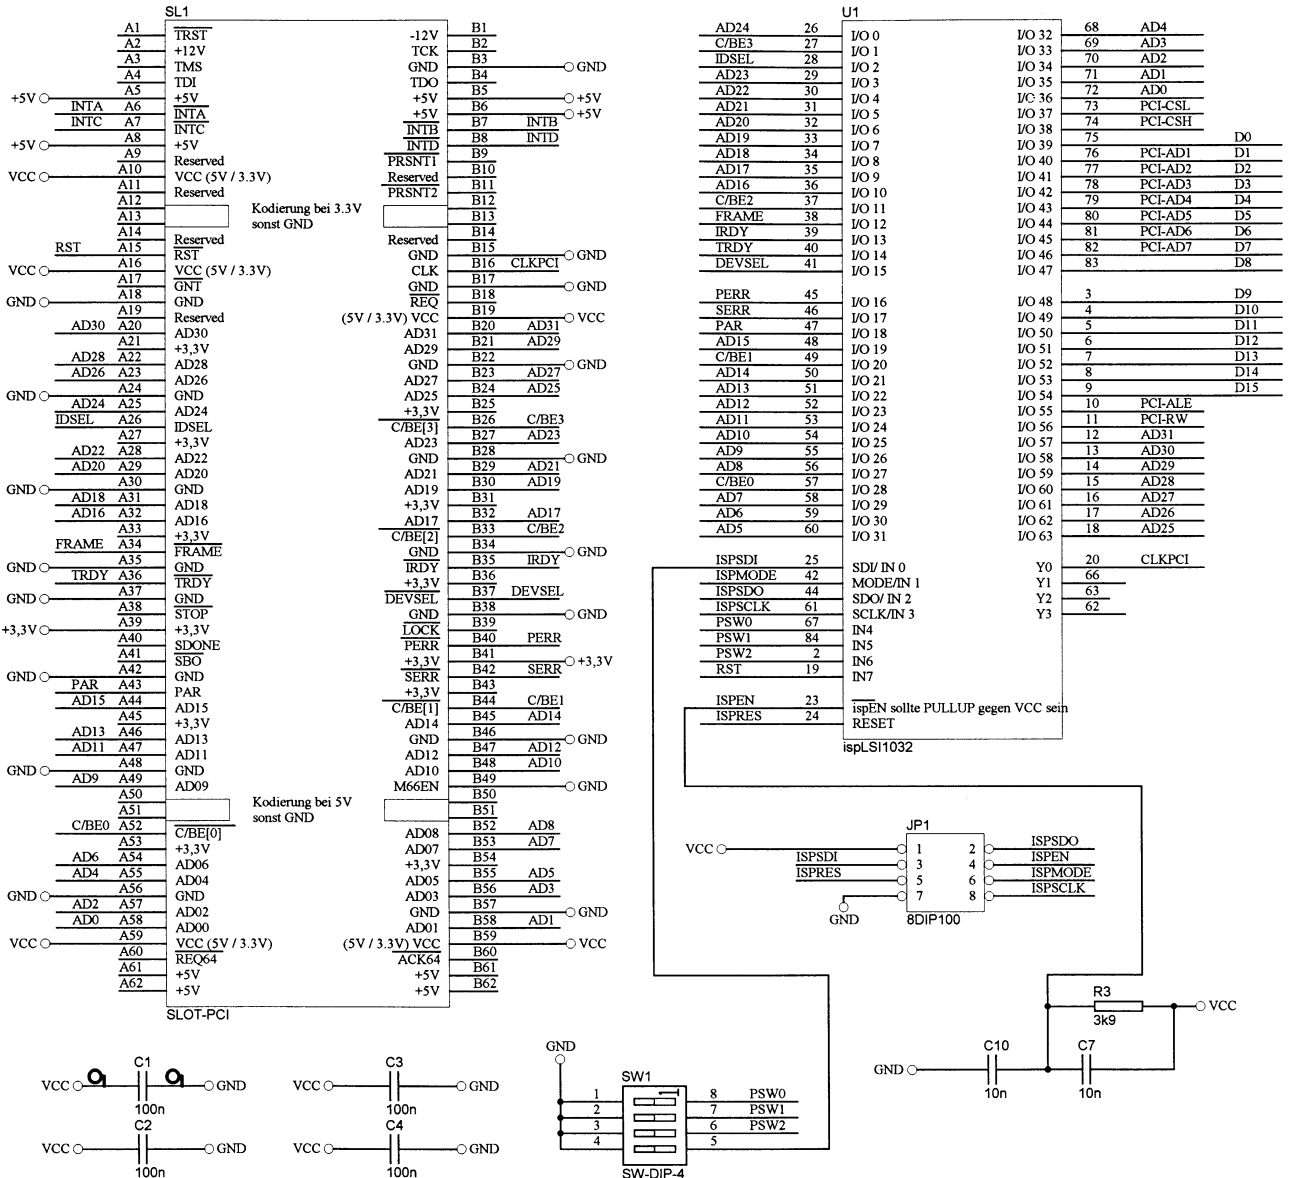 SL1
A1 TRST -12V B1
A2 +12V TCK B2
A3 TMS GND B3 GND
A4 TDI TDO B4
+5V A5 +5V +5V B5 +5V
INTA A6 INTA +5V B6 +5V
INTC A7 INTC INTB B7 INTB
+5V A8 +5V INTD B8 INTD
A9 Reserved PRSNT1 B9
VCC A10 VCC (5V / 3.3V) Reserved B10
A11 Reserved PRSNT2 B11
A12 B12
Kodierung bei 3.3V
A13 B13
sonst GND
A14 Reserved Reserved B14
RST A15 RST GND B15 GND
VCC A16 VCC (5V / 3.3V) CLK B16 CLKPCI
A17 GNT GND B17 GND
GND A18 GND REQ B18
A19 Reserved (5V / 3.3V) VCC B19 VCC
AD30 A20 AD30 AD31 B20 AD31
A21 +3,3V AD29 B21 AD29
AD28 A22 AD28 GND B22 GND
AD26 A23 AD26 AD27 B23 AD27
GND A24 GND AD25 B24 AD25
AD24 A25 AD24 +3,3V B25
IDSEL A26 IDSEL C/BE[3] B26 C/BE3
A27 +3,3V AD23 B27 AD23
AD22 A28 AD22 GND B28 GND
AD20 A29 AD20 AD21 B29 AD21
GND A30 GND AD19 B30 AD19
AD18 A31 AD18 +3,3V B31
AD16 A32 AD16 AD17 B32 AD17
A33 +3,3V C/BE[2] B33 C/BE2
FRAME A34 FRAME GND B34 GND
GND A35 GND IRDY B35 IRDY
TRDY A36 TRDY +3,3V B36
GND A37 GND DEVSEL B37 DEVSEL
A38 STOP GND B38 GND
+3,3V A39 +3,3V LOCK B39
A40 SDONE PERR B40 PERR
A41 SBO +3,3V B41 +3,3V
GND A42 GND SERR B42 SERR
PAR A43 PAR +3,3V B43
AD15 A44 AD15 C/BE[1] B44 C/BE1
A45 +3,3V AD14 B45 AD14
AD13 A46 AD13 GND B46 GND
AD11 A47 AD11 AD12 B47 AD12
GND A48 GND AD10 B48 AD10
AD9 A49 AD09 M66EN B49 GND
A50 B50
Kodierung bei 5V
A51 B51
sonst GND
C/BE0 A52 C/BE[0] AD08 B52 AD8
A53 +3,3V AD07 B53 AD7
AD6 A54 AD06 +3,3V B54
AD4 A55 AD04 AD05 B55 AD5
GND A56 GND AD03 B56 AD3
AD2 A57 AD02 GND B57 GND
AD0 A58 AD00 AD01 B58 AD1
VCC A59 VCC (5V / 3.3V) (5V / 3.3V) VCC B59 VCC
A60 REQ64 ACK64 B60
A61 +5V +5V B61
A62 +5V +5V B62
SLOT-PCI
U1
AD24 26 I/O 0 I/O 32 68 AD4
C/BE3 27 I/O 1 I/O 33 69 AD3
IDSEL 28 I/O 2 I/O 34 70 AD2
AD23 29 I/O 3 I/O 35 71 AD1
AD22 30 I/O 4 I/O 36 72 AD0
AD21 31 I/O 5 I/O 37 73 PCI-CSL
AD20 32 I/O 6 I/O 38 74 PCI-CSH
AD19 33 I/O 7 I/O 39 75 D0
AD18 34 I/O 8 I/O 40 76 PCI-AD1 D1
AD17 35 I/O 9 I/O 41 77 PCI-AD2 D2
AD16 36 I/O 10 I/O 42 78 PCI-AD3 D3
C/BE2 37 I/O 11 I/O 43 79 PCI-AD4 D4
FRAME 38 I/O 12 I/O 44 80 PCI-AD5 D5
IRDY 39 I/O 13 I/O 45 81 PCI-AD6 D6
TRDY 40 I/O 14 I/O 46 82 PCI-AD7 D7
DEVSEL 41 I/O 15 I/O 47 83 D8
PERR 45 I/O 16 I/O 48 3 D9
SERR 46 I/O 17 I/O 49 4 D10
PAR 47 I/O 18 I/O 50 5 D11
AD15 48 I/O 19 I/O 51 6 D12
C/BE1 49 I/O 20 I/O 52 7 D13
AD14 50 I/O 21 I/O 53 8 D14
AD13 51 I/O 22 I/O 54 9 D15
AD12 52 I/O 23 I/O 55 10 PCI-ALE
AD11 53 I/O 24 I/O 56 11 PCI-RW
AD10 54 I/O 25 I/O 57 12 AD31
AD9 55 I/O 26 I/O 58 13 AD30
AD8 56 I/O 27 I/O 59 14 AD29
C/BE0 57 I/O 28 I/O 60 15 AD28
AD7 58 I/O 29 I/O 61 16 AD27
AD6 59 I/O 30 I/O 62 17 AD26
AD5 60 I/O 31 I/O 63 18 AD25
ISPSDI 25 SDI/ IN 0 Y0 20 CLKPCI
ISPMODE 42 MODE/IN 1 Y1 66
ISPSDO 44 SDO/ IN 2 Y2 63
ISPSCLK 61 SCLK/IN 3 Y3 62
PSW0 67 IN4
PSW1 84 IN5
PSW2 2 IN6
RST 19 IN7
ISPEN 23 ispEN sollte PULLUP gegen VCC sein
ISPRES 24 RESET
ispLSI1032
JP1
VCC 1 2 ISPSDO
ISPSDI 3 4 ISPEN
ISPRES 5 6 ISPMODE
GND 7 8 ISPSCLK
8DIP100
R3
VCC
3k9
C10 C7
GND
10n 10n
C1
VCC GND
100n
C2
VCC GND
100n
C3
VCC GND
100n
C4
VCC GND
100n
GND
SW1
1 8 PSW0
2 7 PSW1
3 6 PSW2
4 5
SW-DIP-4